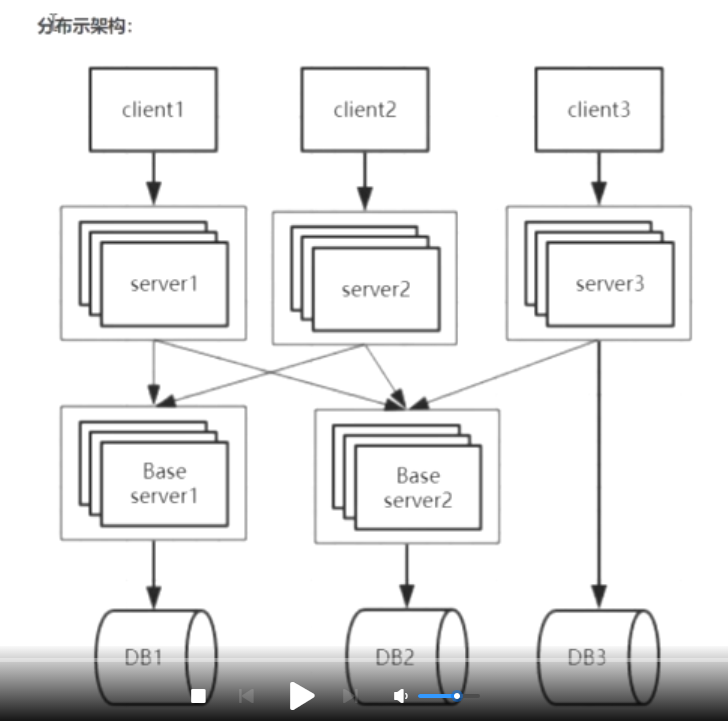 分布示架构:
client1
client2
client3
server1
server2
server3
Base
server1
Base
server2
DB1
DB2
DB3